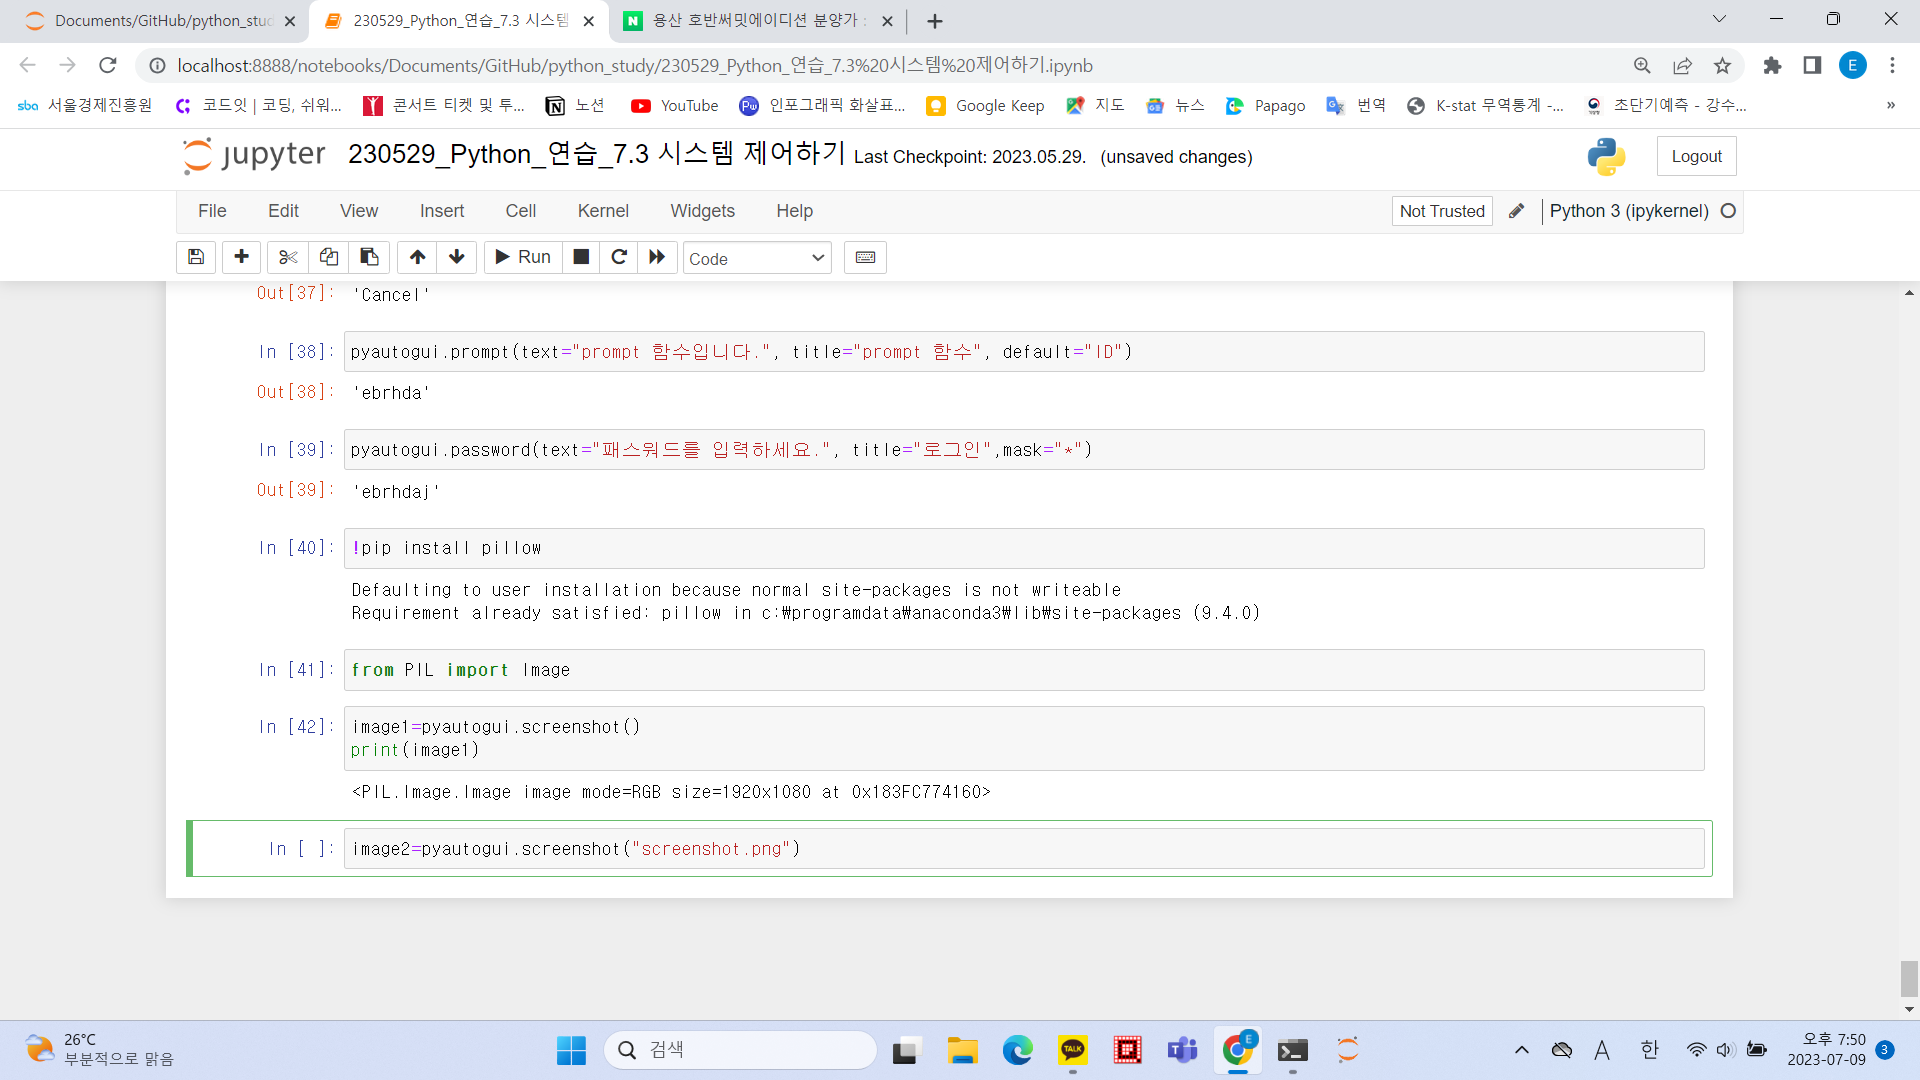 Documents/GitHub/python_stud
230529_Python_연습_7.3 시스템
용산 호반써밋에이디션 분양가 :
localhost:8888/notebooks/Documents/GitHub/python_study/230529_Python_연습_7.3%20시스템%20제어하기.ipynb
E
sba 서울경제진흥원
코드잇 | 코딩, 쉬워...
콘서트 티켓 및 투...
노션
YouTube
Pw 인포그래픽 화살표...
Google Keep
지도
뉴스
Papago
번역
K-stat 무역통계 -...
초단기예측 - 강수...
»
jupyter 230529_Python_연습_7.3 시스템 제어하기 Last Checkpoint: 2023.05.29. (unsaved changes)
Logout
File Edit View Insert Cell Kernel Widgets Help
Not Trusted
Python 3 (ipykernel)
Run
Code
Out[37]: 'Cancel'
In [38]: pyautogui.prompt(text="prompt 함수입니다.", title="prompt 함수", default="ID")
Out[38]: 'ebrhda'
In [39]: pyautogui.password(text="패스워드를 입력하세요.", title="로그인",mask="*")
Out[39]: 'ebrhdaj'
In [40]: !pip install pillow
Defaulting to user installation because normal site-packages is not writeable
Requirement already satisfied: pillow in c:₩programdata₩anaconda3₩lib₩site-packages (9.4.0)
In [41]: from PIL import Image
In [42]: image1=pyautogui.screenshot()
print(image1)
<PIL.Image.Image image mode=RGB size=1920x1080 at 0x183FC774160>
In [ ]: image2=pyautogui.screenshot("screenshot.png")
26°C
부분적으로 맑음
검색
TALK
E
A
한
오후 7:50
2023-07-09
3